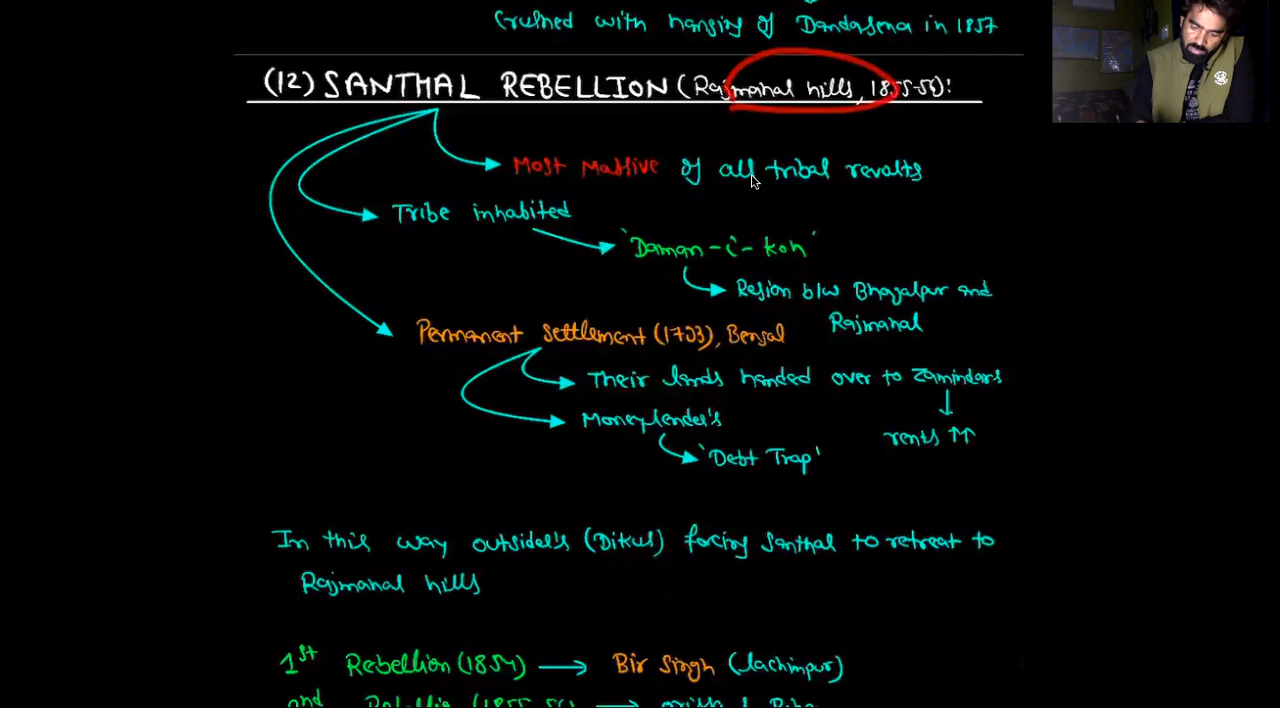 Crushed with hanging of Dandasena in 1857
(12) SANTHAL REBELLION (Rajmahal hills, 1855-56):
Most Massive of all tribal revolts
Tribe inhabited
'Daman-i-koh'
Region b/w Bhagalpur and
Rajmahal
Permanent Settlement (1793), Bengal
Their lands handed over to Zamindars
Moneylender's
rents ↑↑
'Debt Trap'
In this way outsider's (Dikus) forcing Santhal to retreat to
Rajmahal hills
1st Rebellion (1854) → Bir Singh (lachimpur)